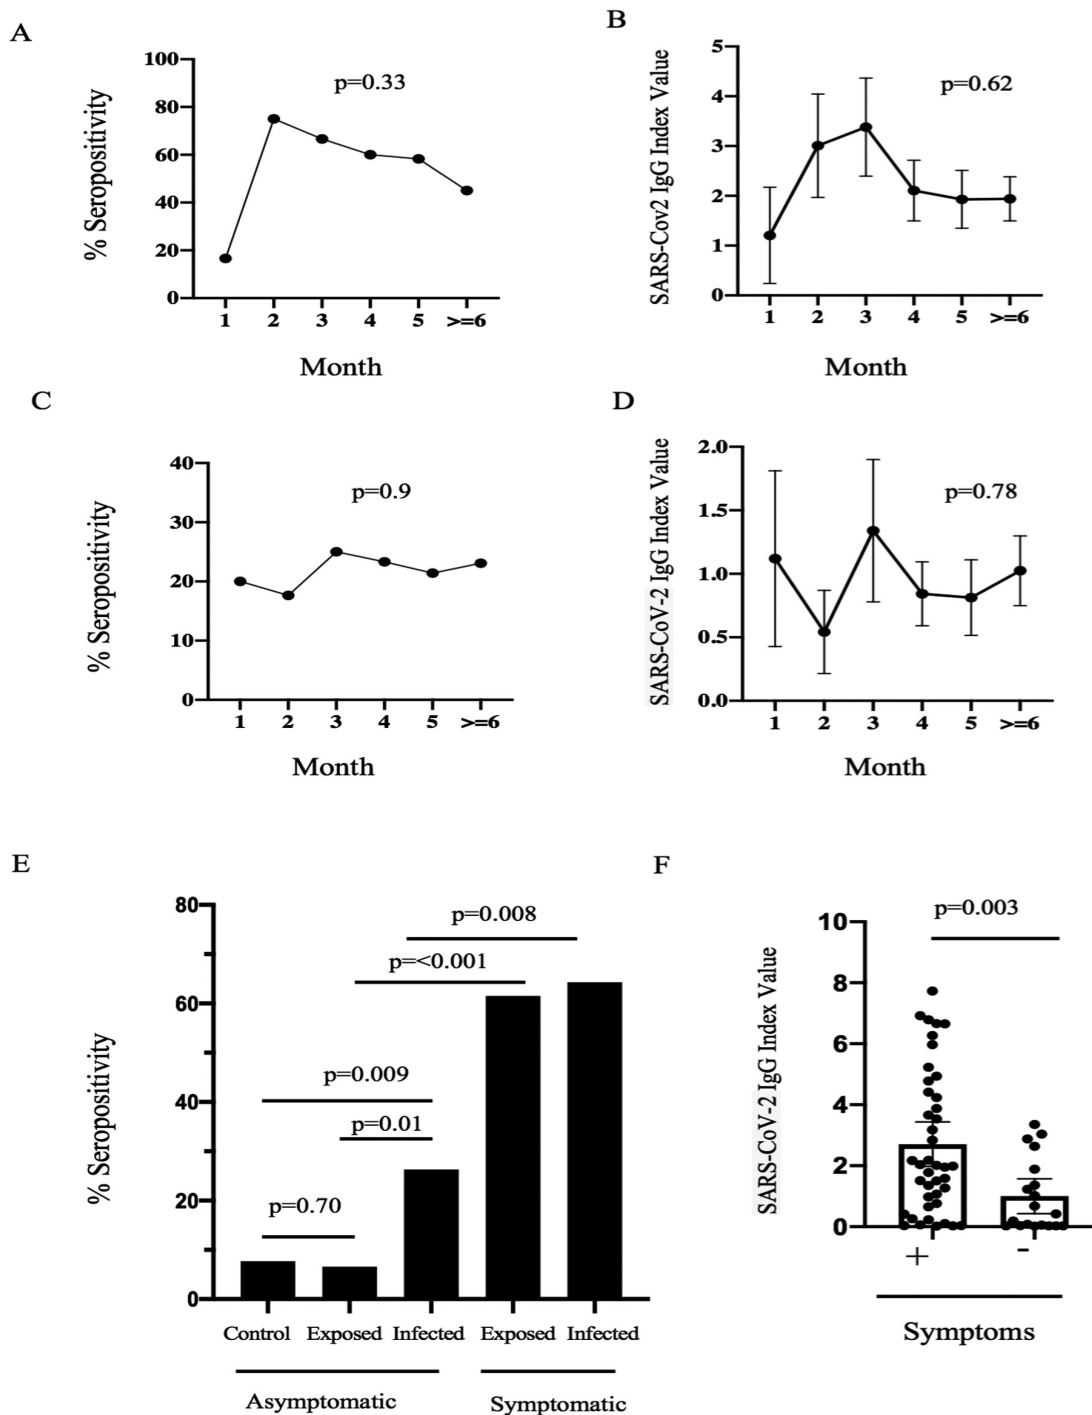 A
% Seropositivity
100
80
60
40
20
0
p=0.33
1 2 3 4 5 >=6
Month
B
SARS-Cov2 IgG Index Value
5
4
3
2
1
0
p=0.62
1 2 3 4 5 >=6
Month
C
% Seropositivity
40
30
20
10
0
p=0.9
1 2 3 4 5 >=6
Month
D
SARS-CoV-2 IgG Index Value
2.0
1.5
1.0
0.5
0.0
p=0.78
1 2 3 4 5 >=6
Month
E
% Seropositivity
80
60
40
20
0
p=0.008
p=<0.001
p=0.009
p=0.01
p=0.70
Control Exposed Infected Exposed Infected
Asymptomatic Symptomatic
F
SARS-CoV-2 IgG Index Value
10
8
6
4
2
0
p=0.003
+ -
Symptoms